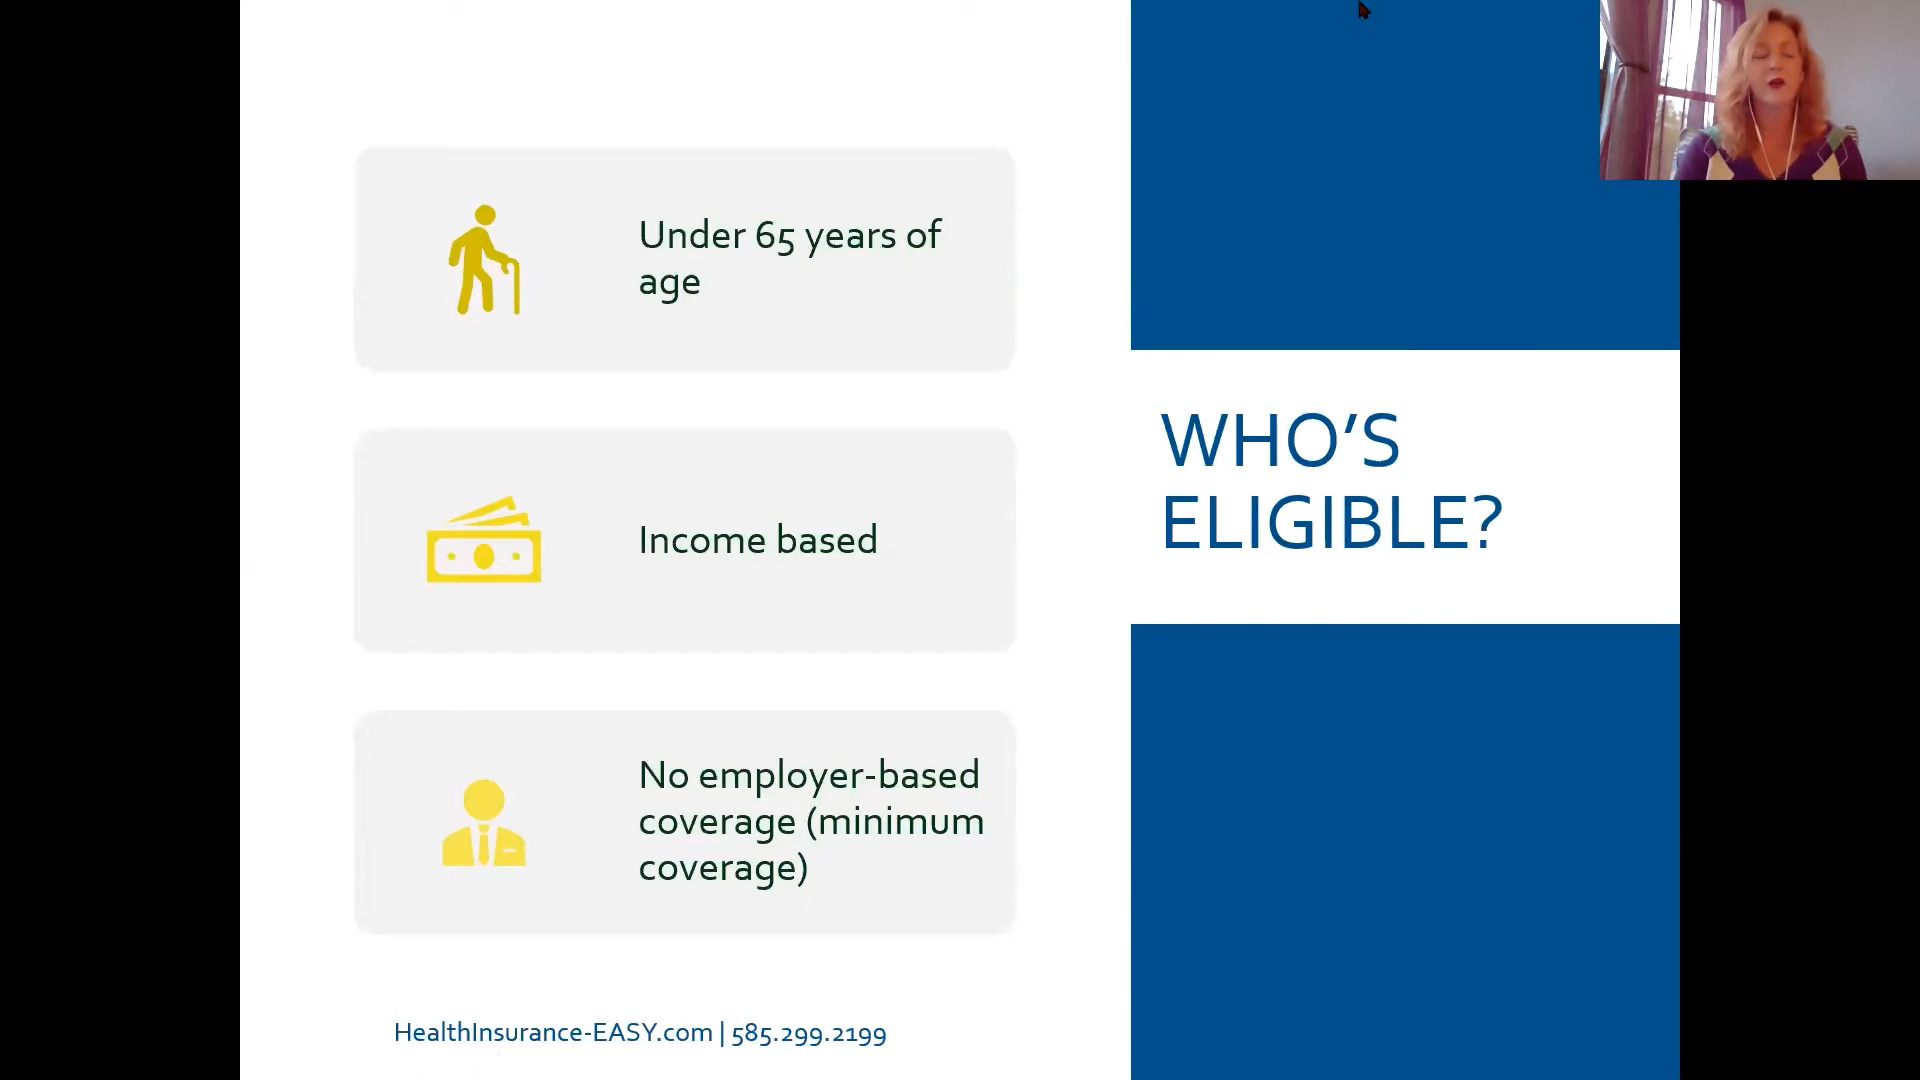 Under 65 years of
age
Income based
No employer-based
coverage (minimum
coverage)
WHO’S
ELIGIBLE?
HealthInsurance-EASY.com | 585.299.2199